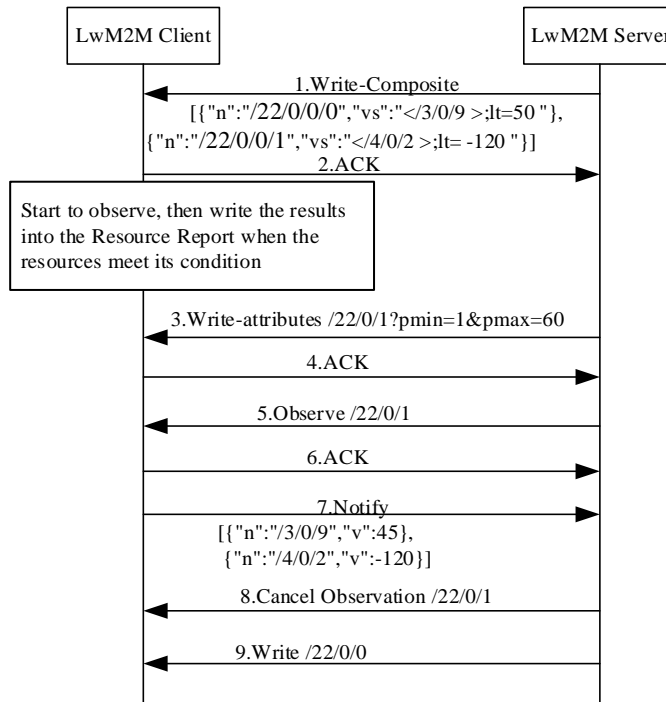 LwM2M Client
LwM2M Server
1.Write-Composite
[{"n":"/22/0/0/0","vs":"</3/0/9 >;lt=50 "},
{"n":"/22/0/0/1","vs":"</4/0/2 >;lt= -120 "}]
2.ACK
Start to observe, then write the results
into the Resource Report when the
resources meet its condition
3.Write-attributes /22/0/1?pmin=1&pmax=60
4.ACK
5.Observe /22/0/1
6.ACK
7.Notify
[{"n":"/3/0/9","v":45},
{"n":"/4/0/2","v":-120}]
8.Cancel Observation /22/0/1
9.Write /22/0/0